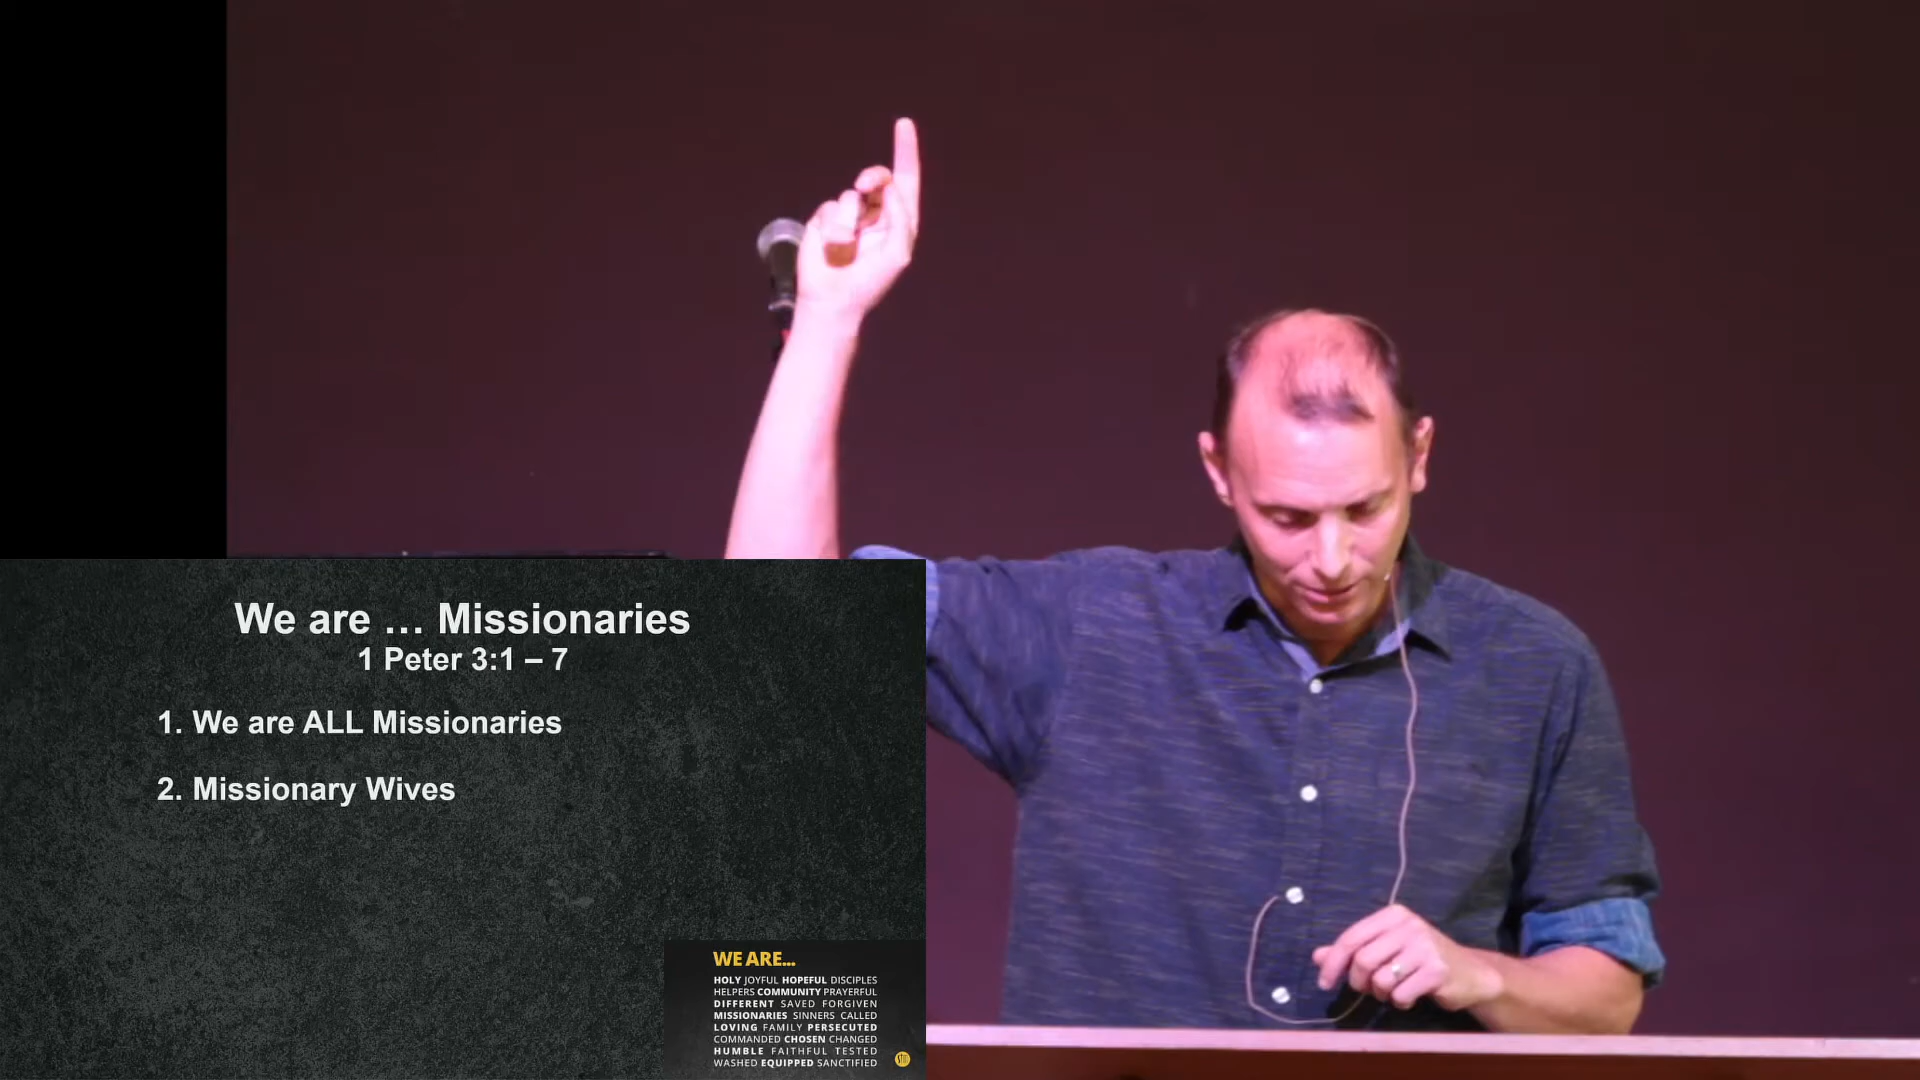 We are … Missionaries
1 Peter 3:1 – 7
1. We are ALL Missionaries
2. Missionary Wives
WE ARE...
HOLY JOYFUL HOPEFUL DISCIPLES
HELPERS COMMUNITY PRAYERFUL
DIFFERENT SAVED FORGIVEN
MISSIONARIES SINNERS CALLED
LOVING FAMILY PERSECUTED
COMMANDED CHOSEN CHANGED
HUMBLE FAITHFUL TESTED
WASHED EQUIPPED SANCTIFIED